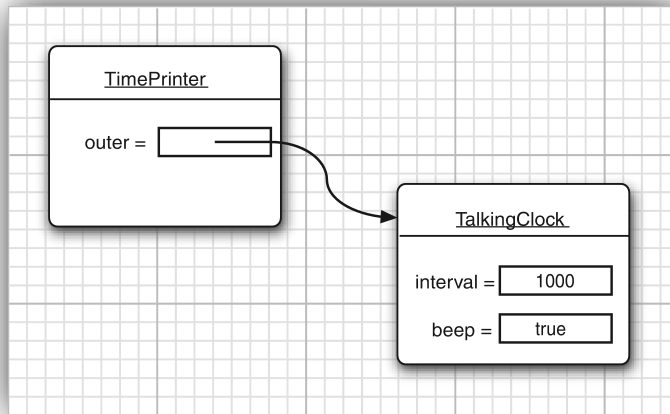 TimePrinter
outer =
TalkingClock
interval = 1000
beep = true